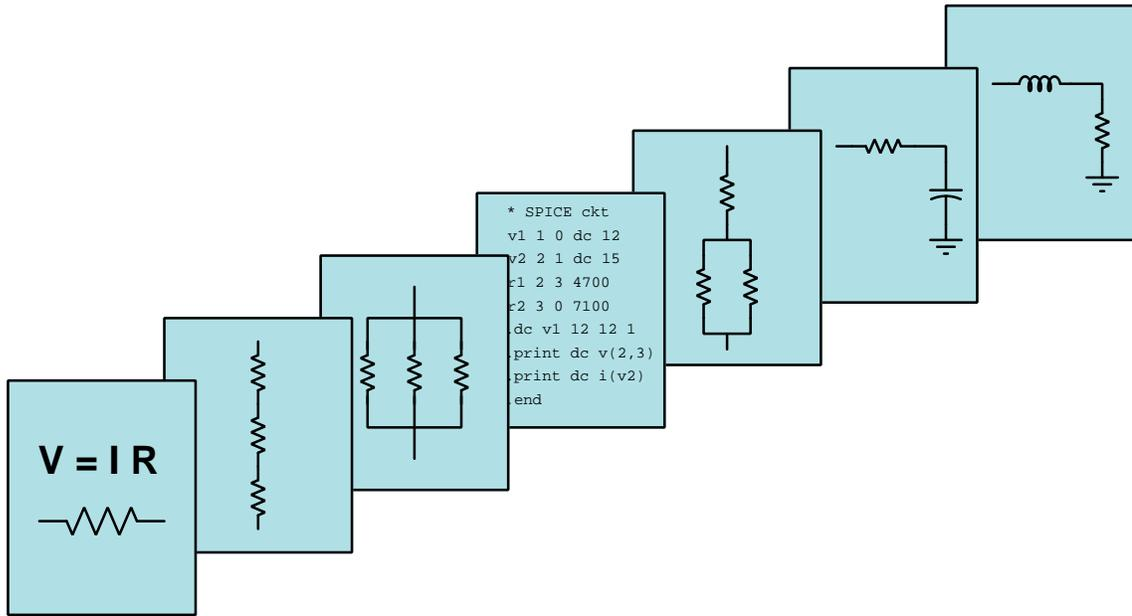 V = I R
* SPICE ckt
v1 1 0 dc 12
v2 2 1 dc 15
r1 2 3 4700
r2 3 0 7100
.dc v1 12 12 1
.print dc v(2,3)
.print dc i(v2)
.end